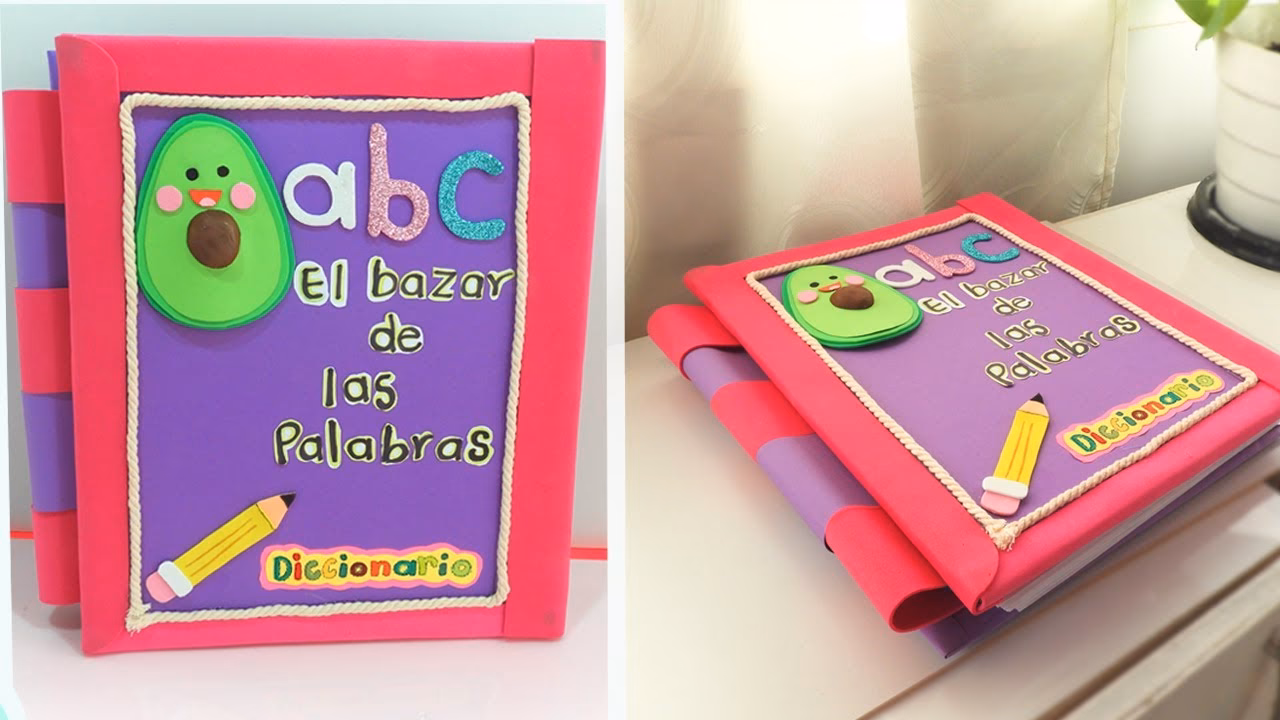 abc
El bazar
de
las
Palabras
Diccionario
abc
El bazar
de
las
Palabras
Diccionario